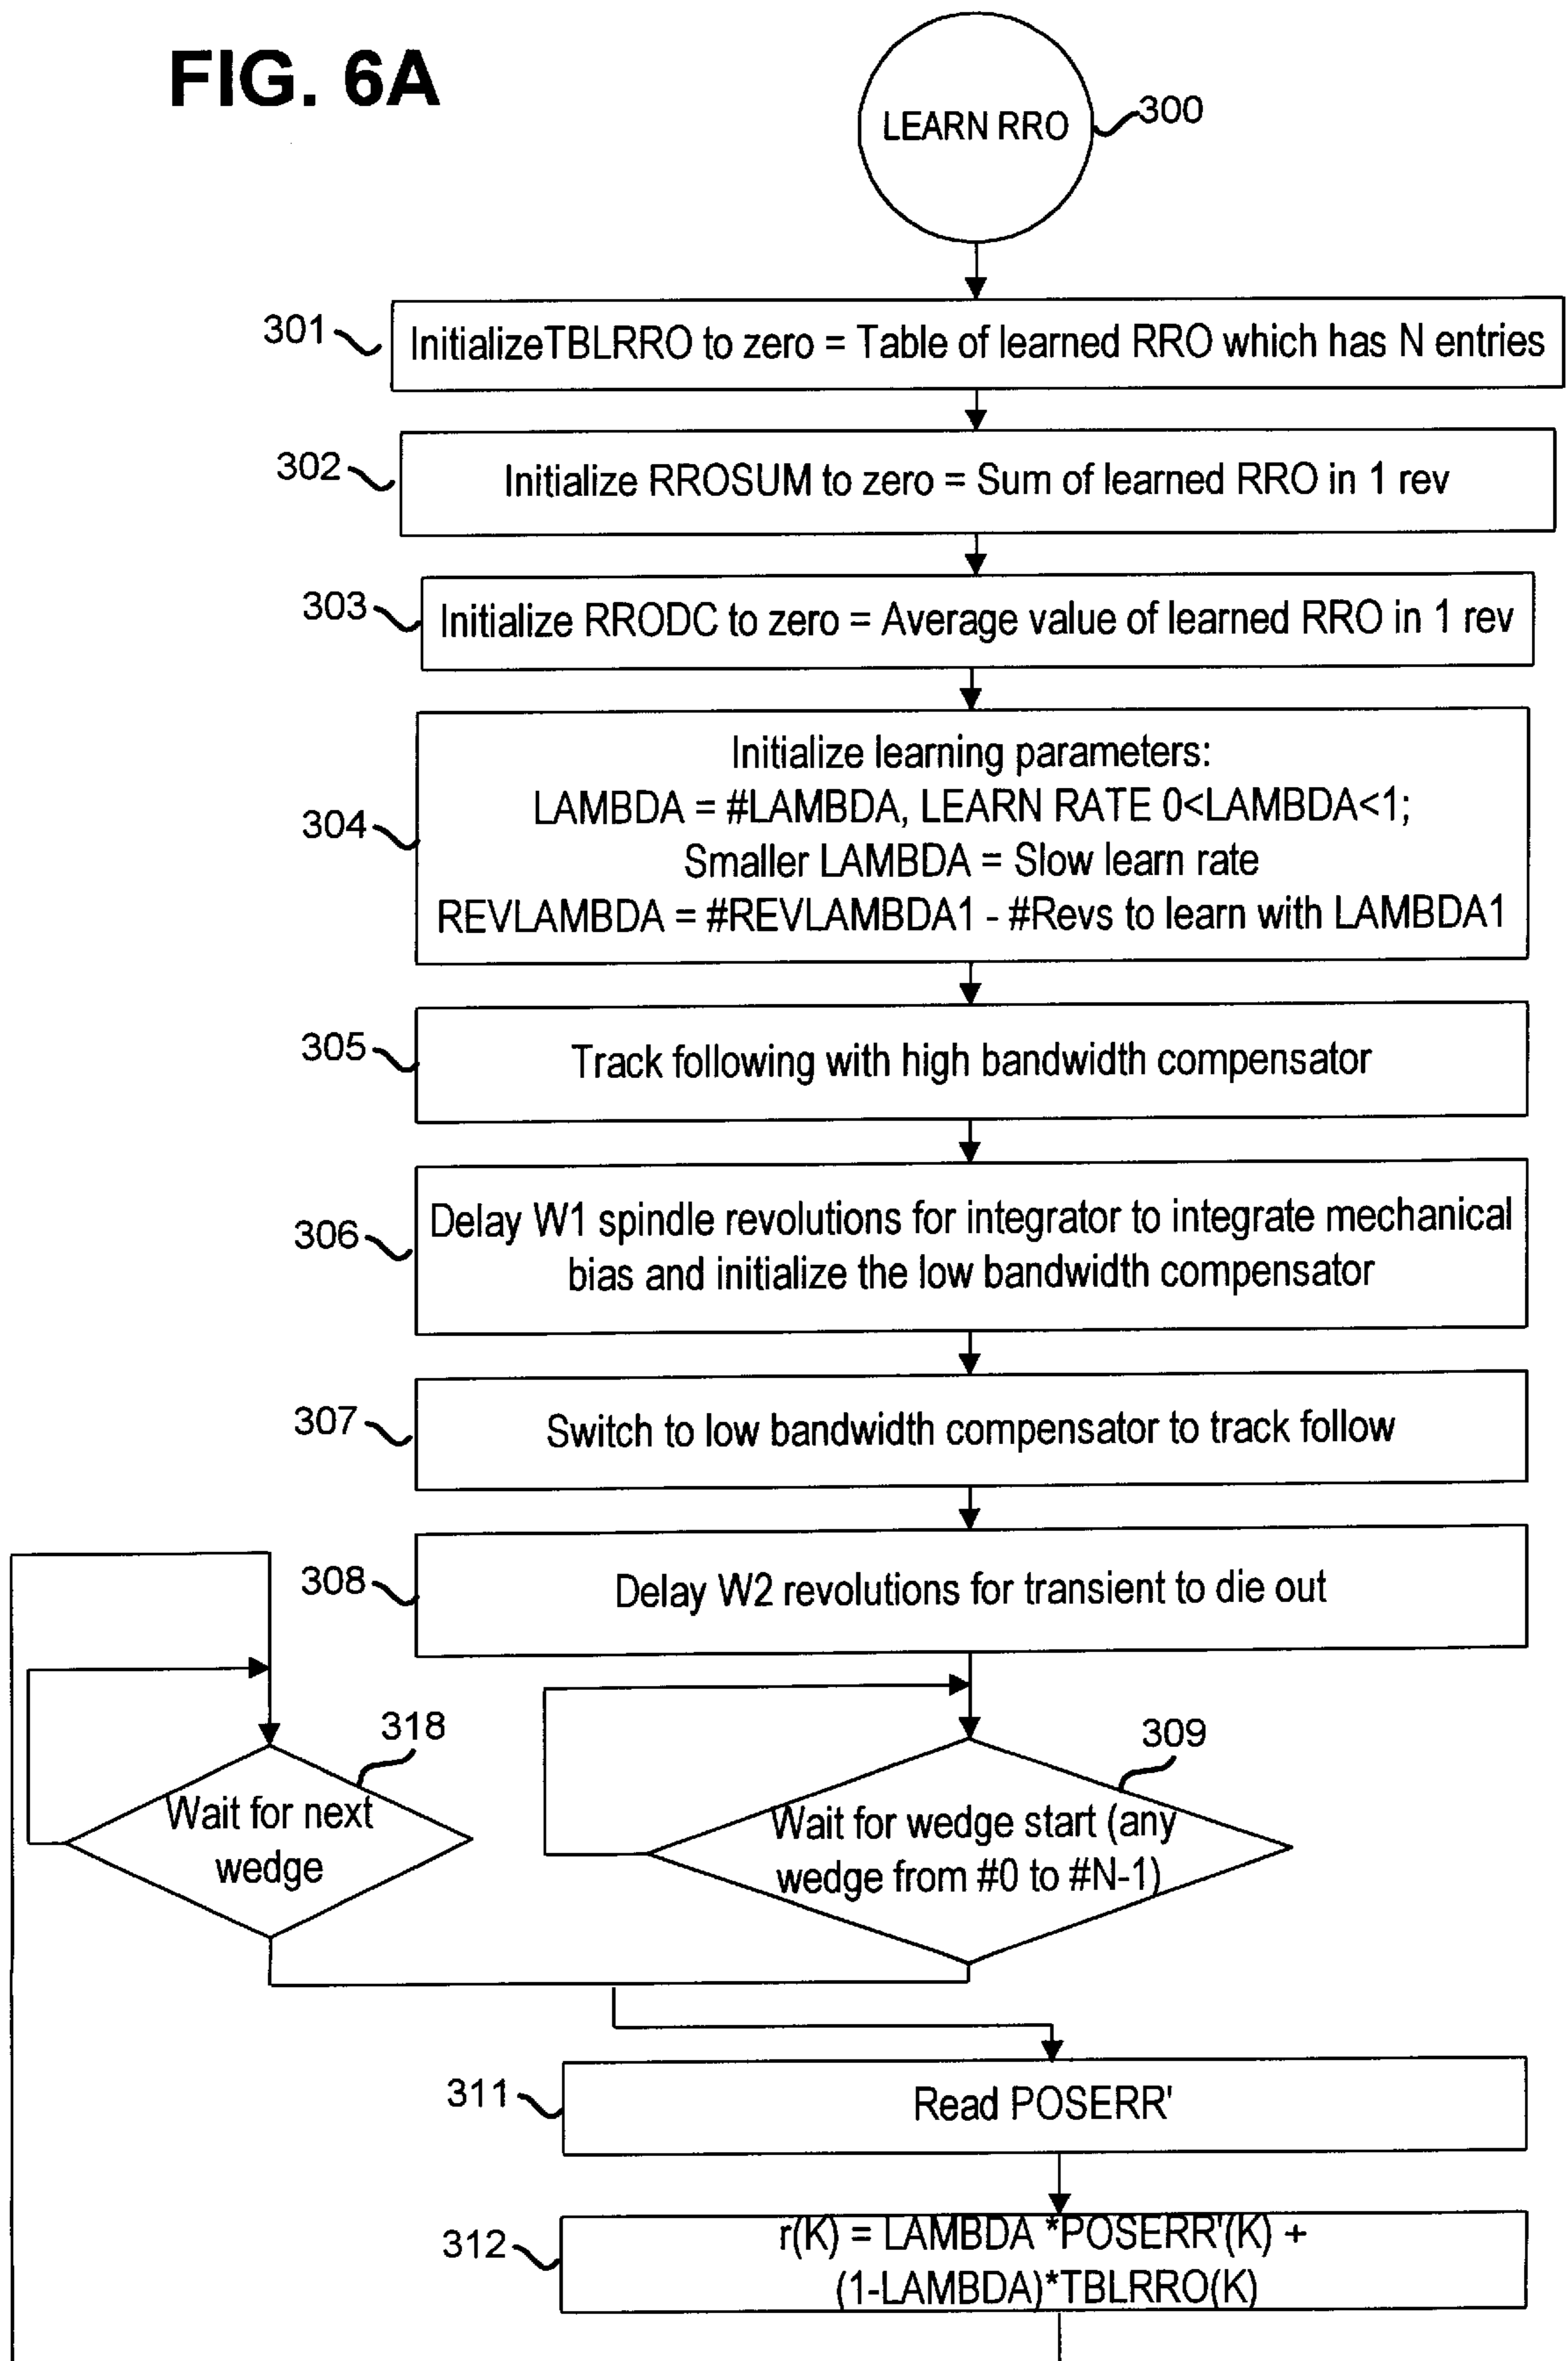 FIG. 6A
LEARN RRO
300
301
InitializeTBLRRO to zero = Table of learned RRO which has N entries
302
Initialize RROSUM to zero = Sum of learned RRO in 1 rev
303
Initialize RRODC to zero = Average value of learned RRO in 1 rev
304
Initialize learning parameters:
LAMBDA = #LAMBDA, LEARN RATE 0<LAMBDA<1;
Smaller LAMBDA = Slow learn rate
REVLAMBDA = #REVLAMBDA1 - #Revs to learn with LAMBDA1
305
Track following with high bandwidth compensator
306
Delay W1 spindle revolutions for integrator to integrate mechanical
bias and initialize the low bandwidth compensator
307
Switch to low bandwidth compensator to track follow
308
Delay W2 revolutions for transient to die out
318
Wait for next
wedge
309
Wait for wedge start (any
wedge from #0 to #N-1)
311
Read POSERR'
312
r(K) = LAMBDA *POSERR'(K) +
(1-LAMBDA)*TBLRRO(K)